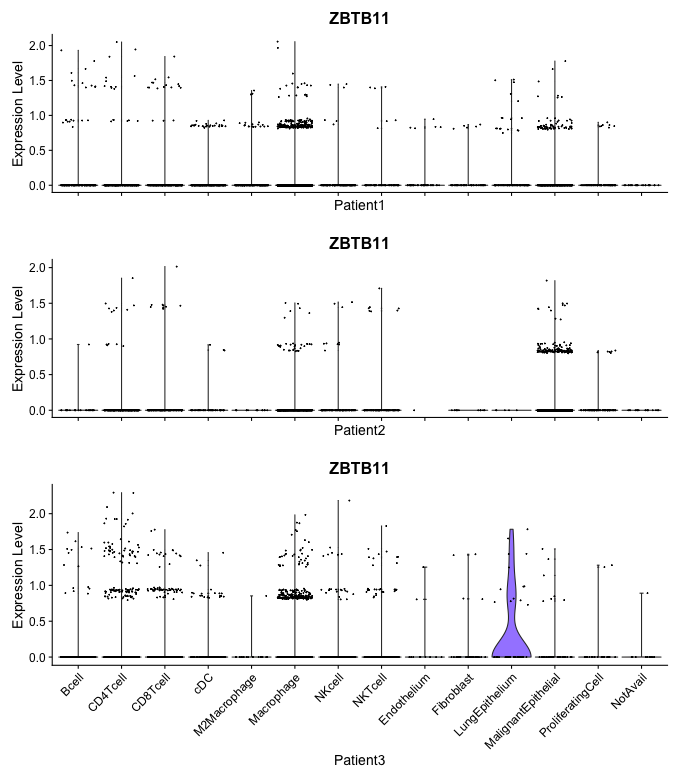 ZBTB11
Expression Level
2.0
1.5
1.0
0.5
0.0
Patient1
ZBTB11
Expression Level
2.0
1.5
1.0
0.5
0.0
Patient2
ZBTB11
Expression Level
2.0
1.5
1.0
0.5
0.0
Bcell
CD4Tcell
CD8Tcell
cDC
M2Macrophage
Macrophage
NKcell
NKTcell
Endothelium
Fibroblast
LungEpithelium
MalignantEpithelial
ProliferatingCell
NotAvail
Patient3